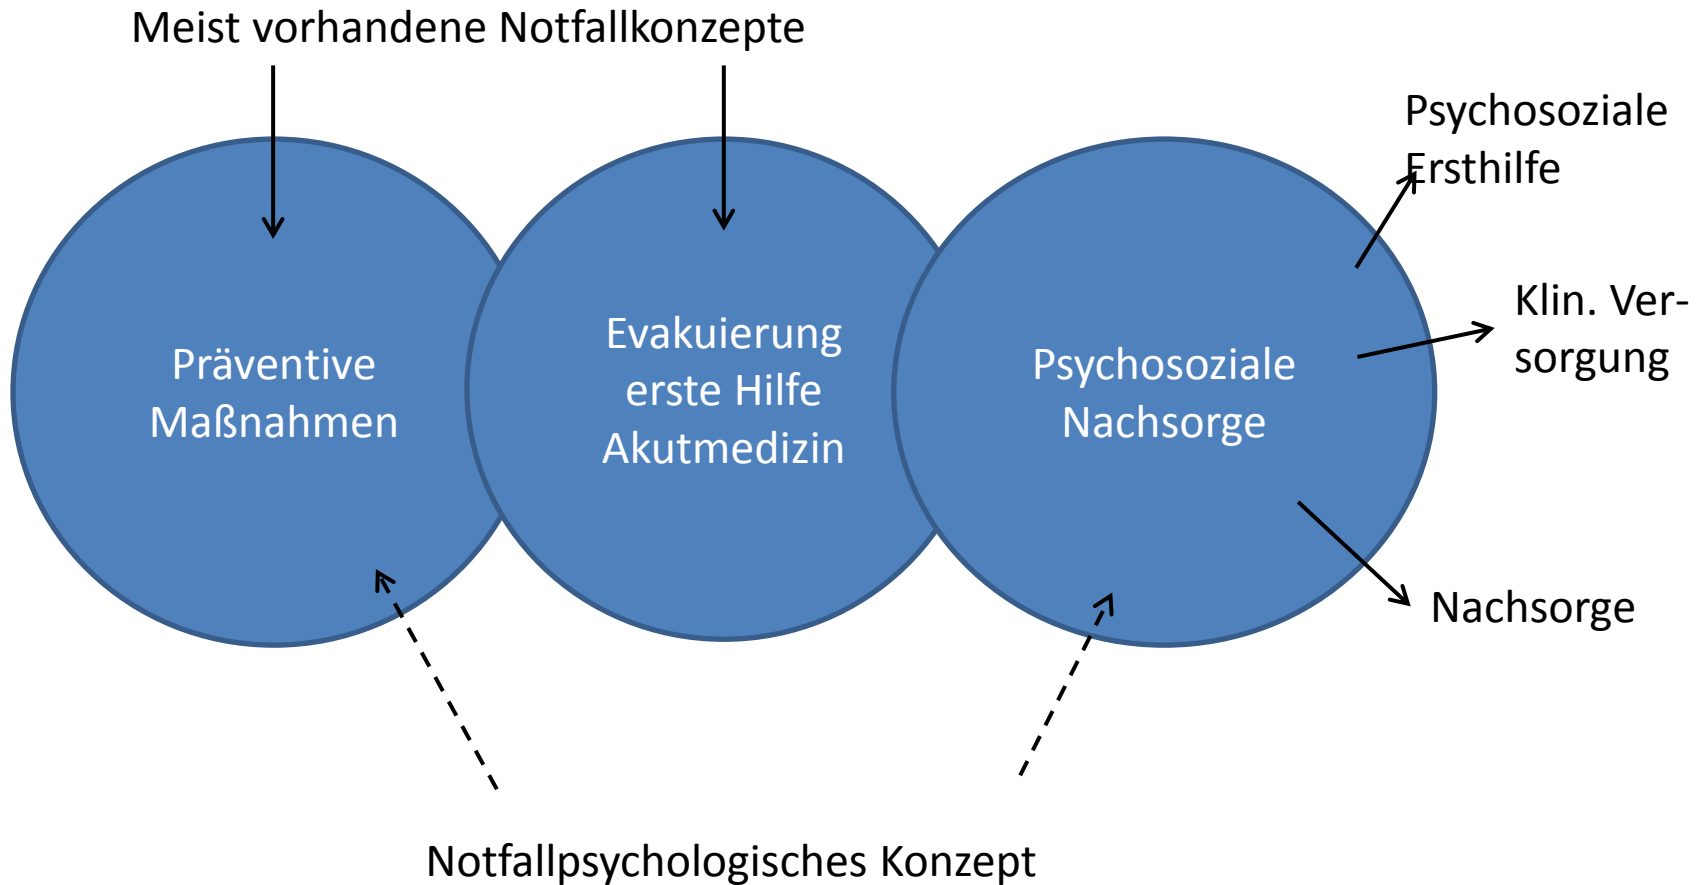 Meist vorhandene Notfallkonzepte
Präventive
Maßnahmen
Evakuierung
erste Hilfe
Akutmedizin
Psychosoziale
Nachsorge
Psychosoziale
Ersthilfe
Klin. Ver-
sorgung
Nachsorge
Notfallpsychologisches Konzept